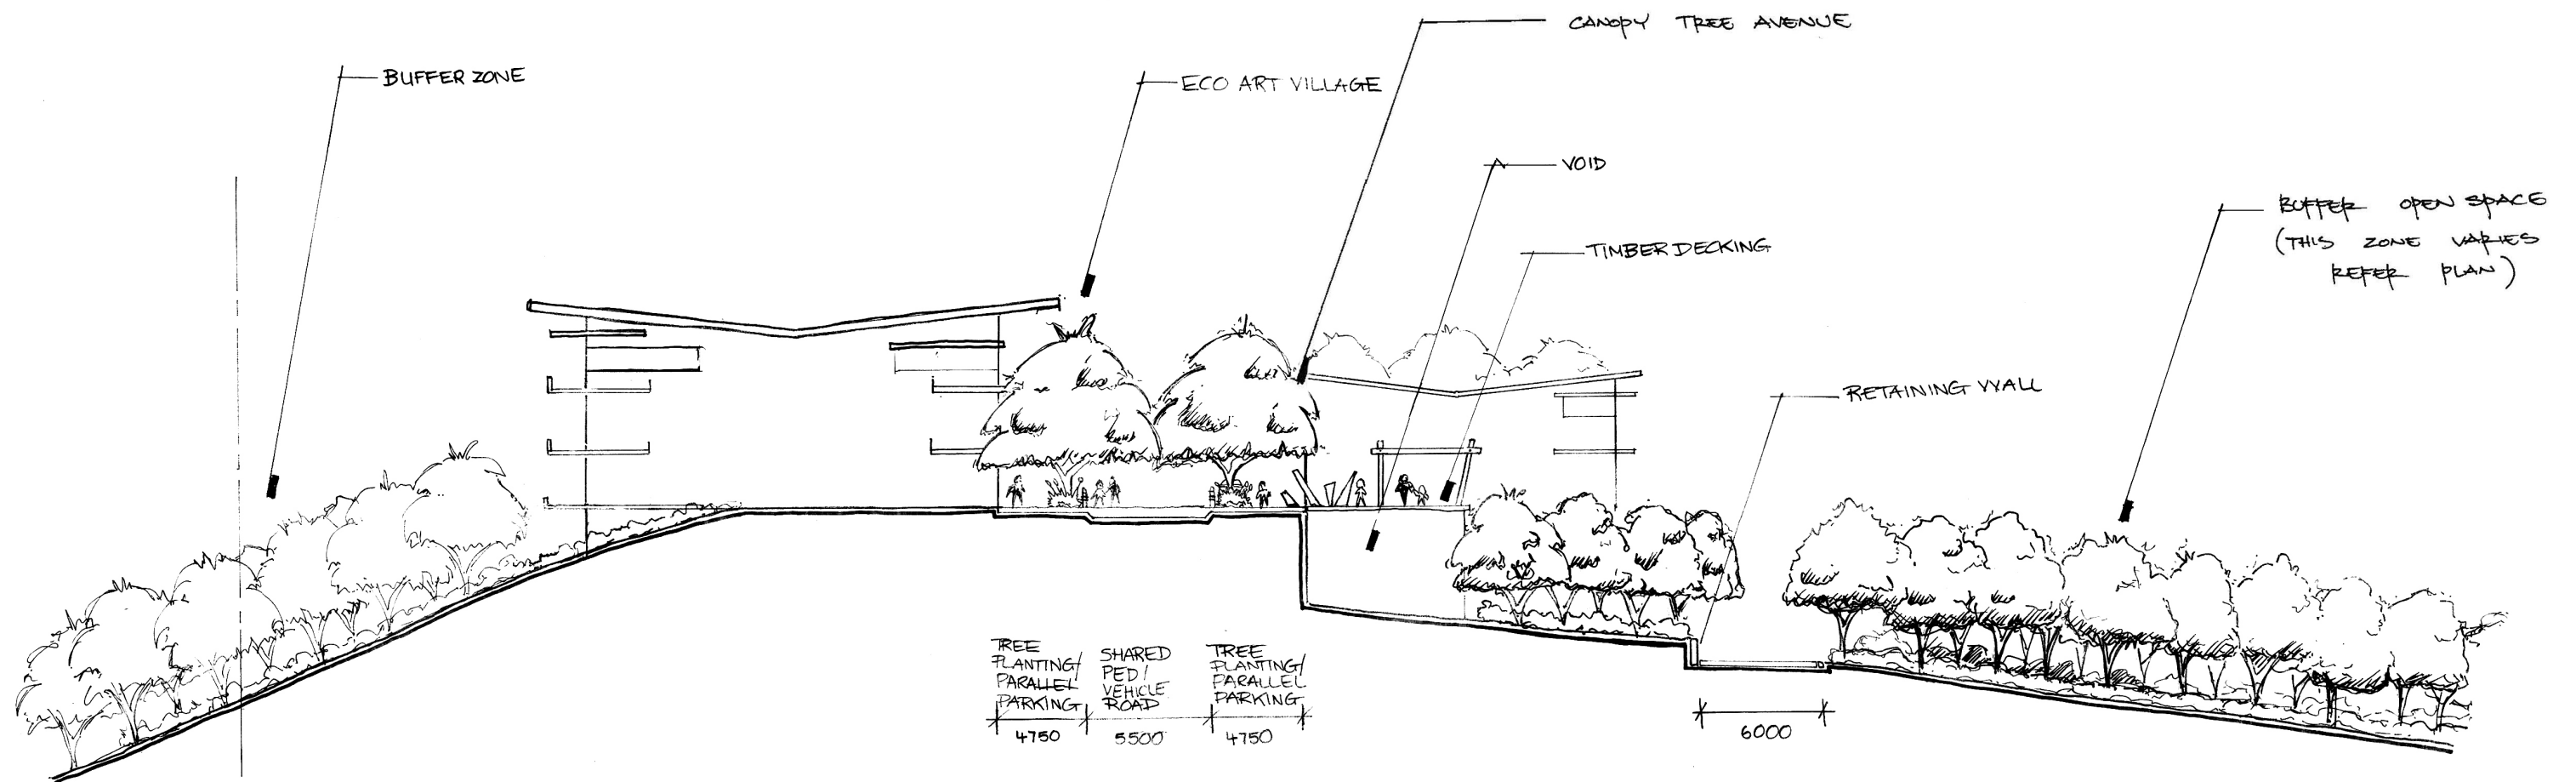 CANOPY TREE AVENUE
BUFFER ZONE
ECO ART VILLAGE
VOID
BUFFER OPEN SPACE
(THIS ZONE VARIES
REFER PLAN)
TIMBER DECKING
RETAINING WALL
TREE
PLANTING/
PARALLEL
PARKING
SHARED
PED/
VEHICLE
ROAD
TREE
PLANTING/
PARALLEL
PARKING
4750
5500
4750
6000